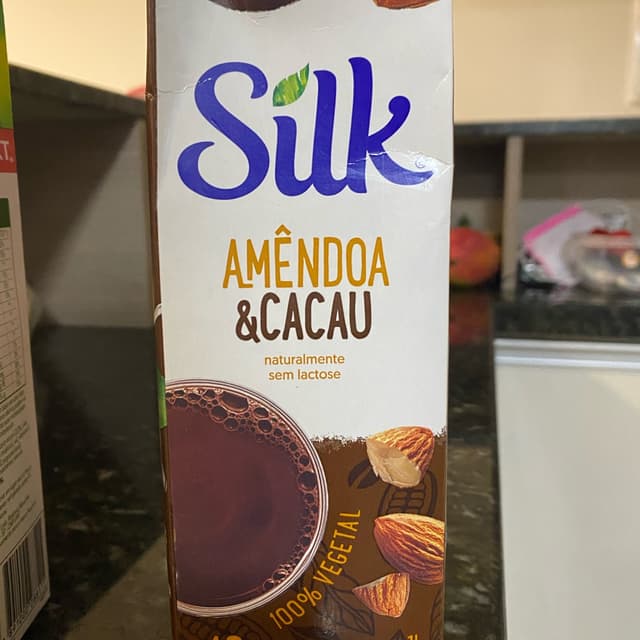 Silk
AMÊNDOA
&CACAU
naturalmente
sem lactose
100% VEGETAL